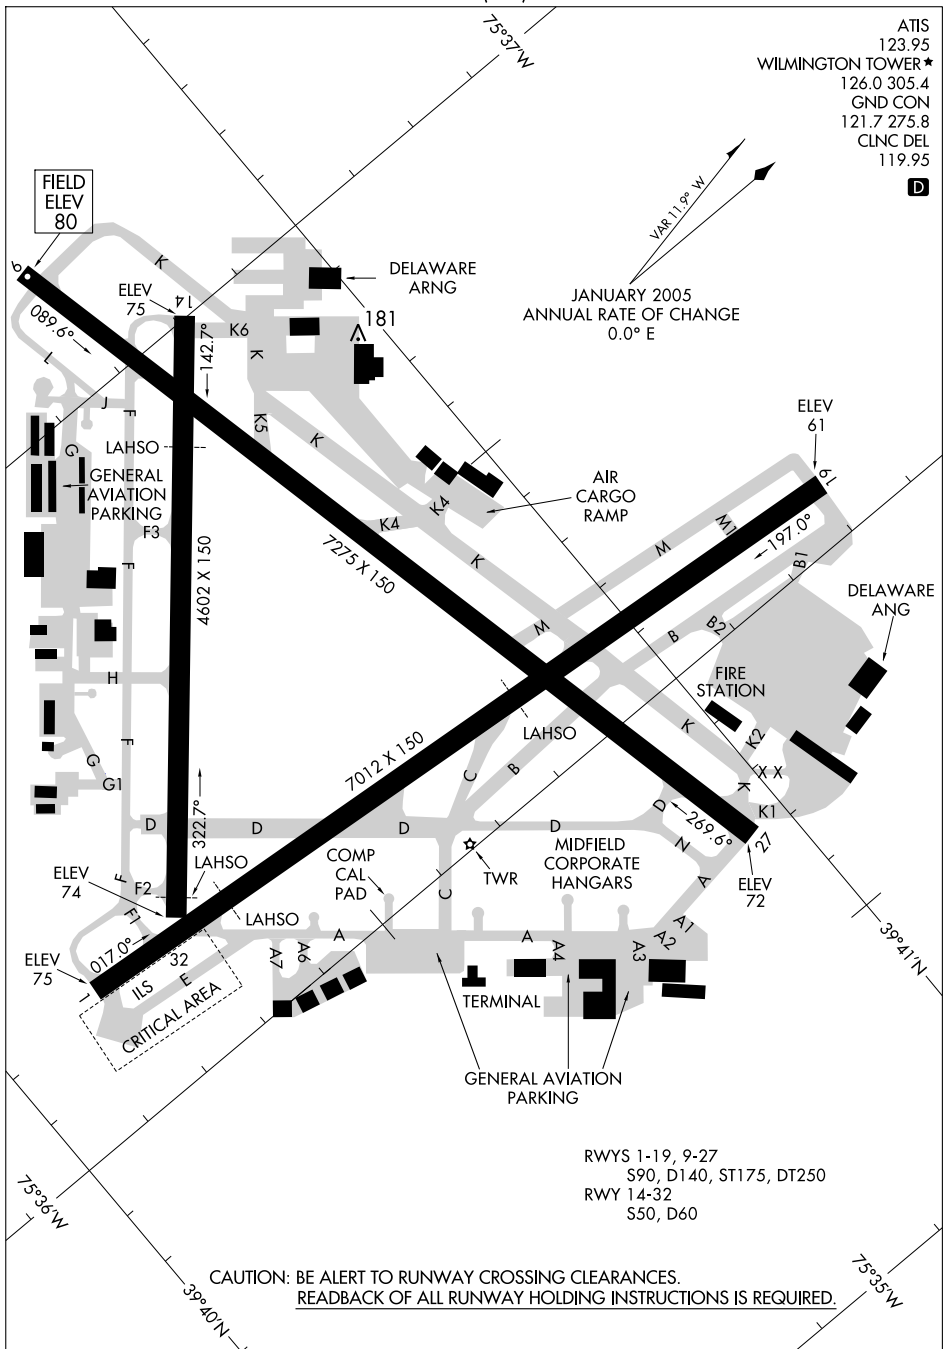 75°37'W
ATIS
123.95
WILMINGTON TOWER★
126.0 305.4
GND CON
121.7 275.8
CLNC DEL
119.95
D
FIELD
ELEV
80
VAR 11.9° W
JANUARY 2005
ANNUAL RATE OF CHANGE
0.0° E
9
089.6°
K
ELEV
75
14
142.7°
K6
K
DELAWARE
ARNG
181
J
J
F
K5
K
LAHSO
G
GENERAL
AVIATION
PARKING
F3
F
4602 X 150
7275 X 150
K4
K4
AIR
CARGO
RAMP
K
ELEV
61
19
197.0°
M1
M
M
B1
B2
B
DELAWARE
ANG
FIRE
STATION
H
F
G
G1
LAHSO
7012 X 150
C
B
K
K2
X X
K
K1
D
322.7°
D
D
D
D
269.6°
27
N
A
ELEV
72
MIDFIELD
CORPORATE
HANGARS
TWR
COMP
CAL
PAD
C
LAHSO
ELEV
74
F
F2
F1
LAHSO
ELEV
75
1
017.0°
32
ILS
E
CRITICAL AREA
A7
A6
A
A
A4
A3
A2
A1
TERMINAL
GENERAL AVIATION
PARKING
39°41'N
RWYS 1-19, 9-27
S90, D140, ST175, DT250
RWY 14-32
S50, D60
75°36'W
39°40'N
75°35'W
CAUTION: BE ALERT TO RUNWAY CROSSING CLEARANCES.
READBACK OF ALL RUNWAY HOLDING INSTRUCTIONS IS REQUIRED.